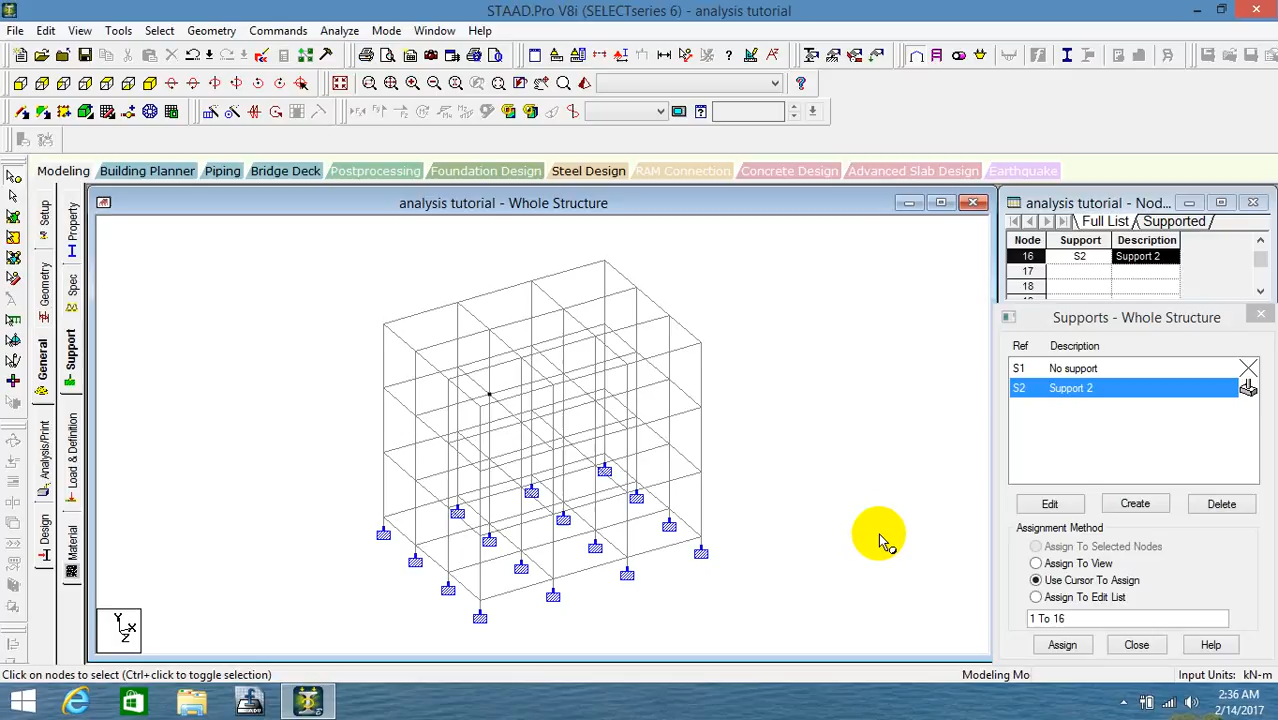 STAAD.Pro V8i (SELECTseries 6) - analysis tutorial
File Edit View Tools Select Geometry Commands Analyze Mode Window Help
Modeling Building Planner Piping Bridge Deck Postprocessing Foundation Design Steel Design RAM Connection Concrete Design Advanced Slab Design Earthquake
Setup
Geometry
General
Analysis/Print
Design
Property
Spec
Support
Load & Definition
Material
analysis tutorial - Whole Structure
Y
X
Z
analysis tutorial - Nod...
Full List Supported
Node Support Description
16 S2 Support 2
17
18
Supports - Whole Structure
Ref Description
S1 No support
S2 Support 2
Edit Create Delete
Assignment Method
Assign To Selected Nodes
Assign To View
Use Cursor To Assign
Assign To Edit List
1 To 16
Assign Close Help
Click on nodes to select (Ctrl+click to toggle selection) Modeling Mo Input Units: kN-m
2:36 AM
2/14/2017